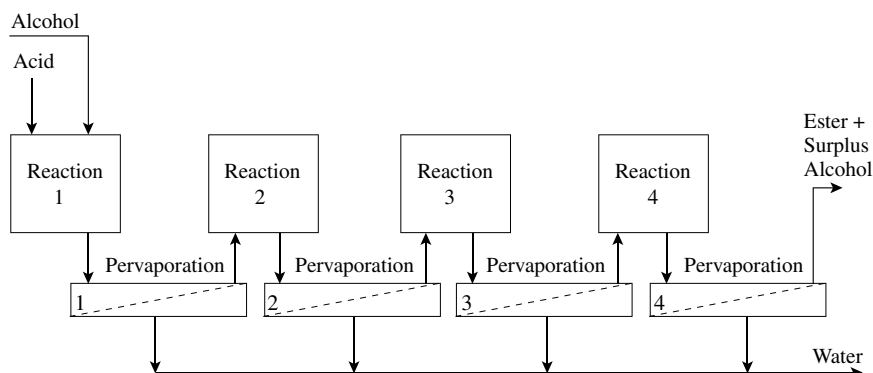 Alcohol
Acid
Reaction
1
Reaction
2
Reaction
3
Reaction
4
Ester +
Surplus
Alcohol
Pervaporation
1
Pervaporation
2
Pervaporation
3
Pervaporation
4
Water